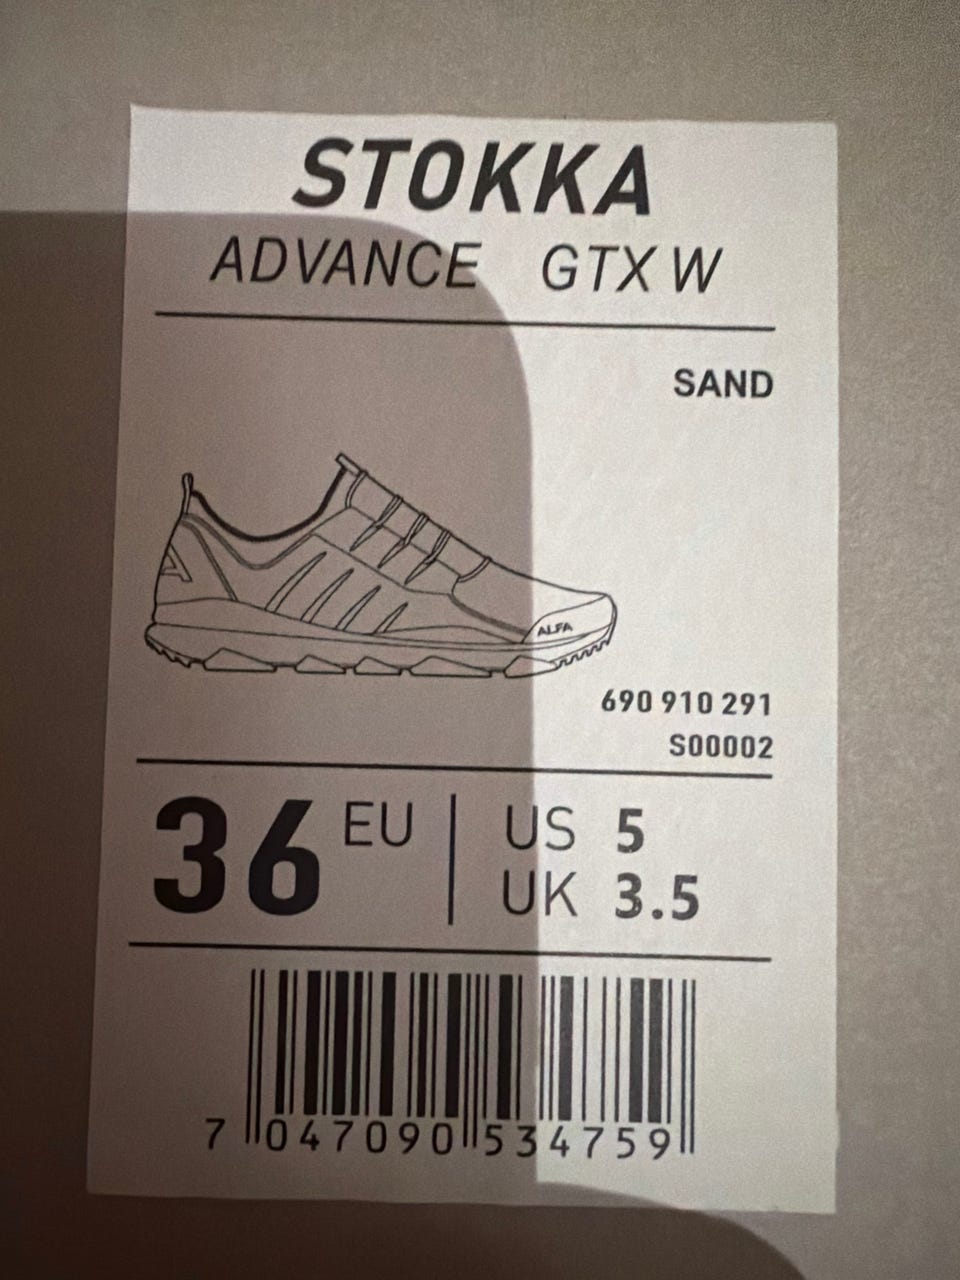 STOKKA
ADVANCE GTX W
SAND
A
ALFA
690 910 291
S00002
36 EU | US 5
UK 3.5
7 047090 534759